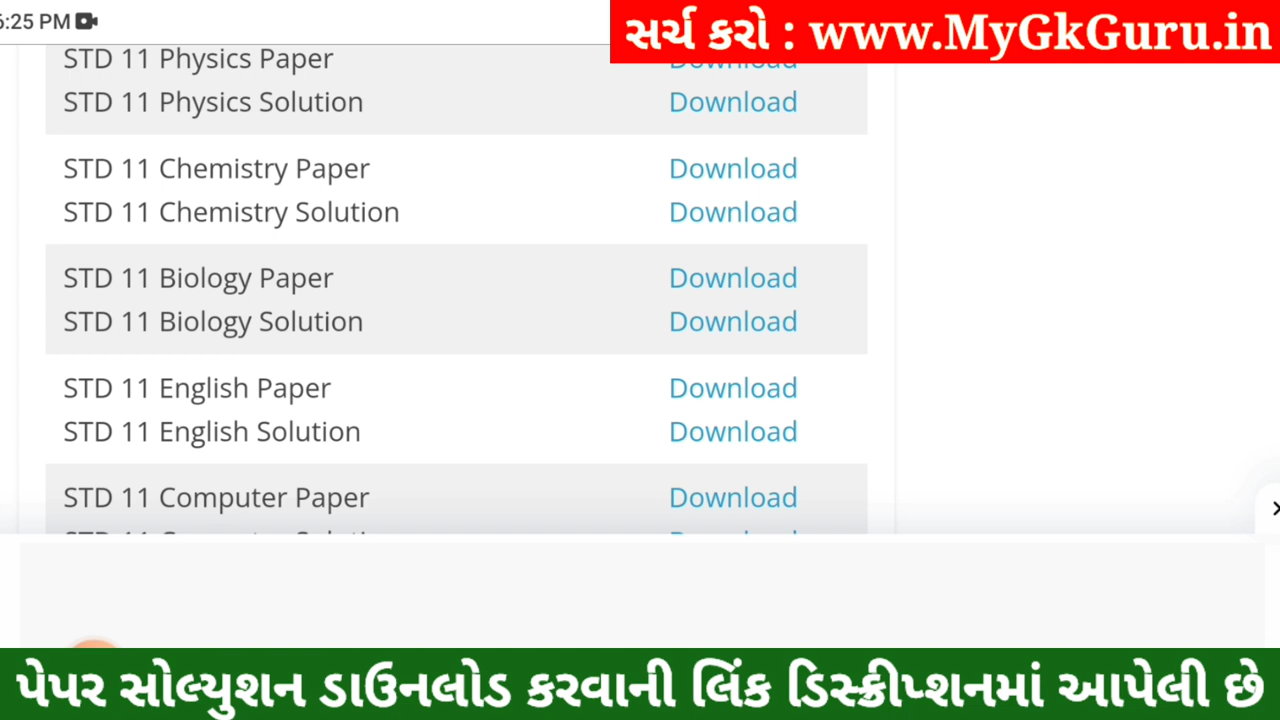 6:25 PM
સર્ચ કરો : www.MyGkGuru.in
STD 11 Physics Paper Download
STD 11 Physics Solution Download
STD 11 Chemistry Paper Download
STD 11 Chemistry Solution Download
STD 11 Biology Paper Download
STD 11 Biology Solution Download
STD 11 English Paper Download
STD 11 English Solution Download
STD 11 Computer Paper Download
પેપર સોલ્યુશન ડાઉનલોડ કરવાની લિંક ડિસ્ક્રીપ્શનમાં આપેલી છે